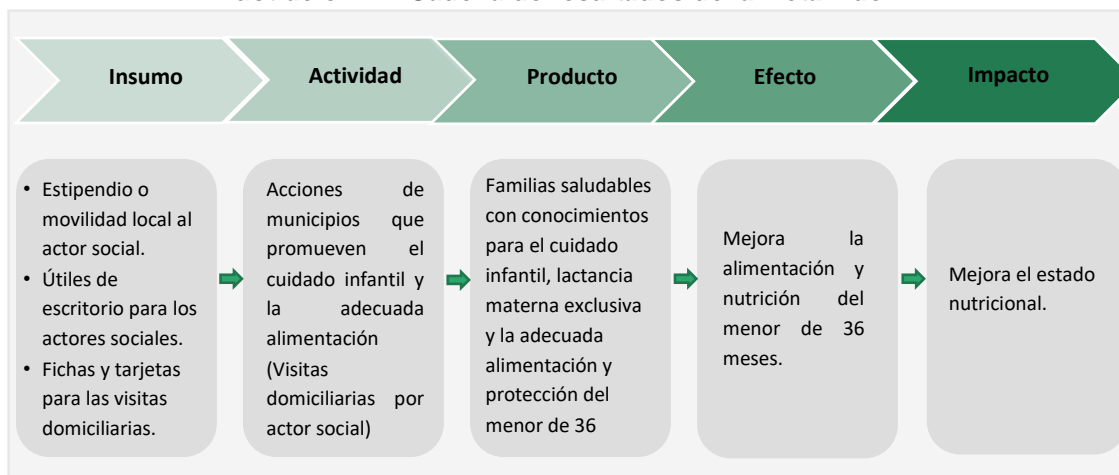 Insumo
Actividad
Producto
Efecto
Impacto
• Estipendio o
movilidad local al
actor social.
• Útiles de
escritorio para los
actores sociales.
• Fichas y tarjetas
para las visitas
domiciliarias.
Acciones de
municipios que
promueven el
cuidado infantil y
la adecuada
alimentación
(Visitas
domiciliarias por
actor social)
Familias saludables
con conocimientos
para el cuidado
infantil, lactancia
materna exclusiva
y la adecuada
alimentación y
protección del
menor de 36
Mejora la
alimentación y
nutrición del
menor de 36
meses.
Mejora el estado
nutricional.